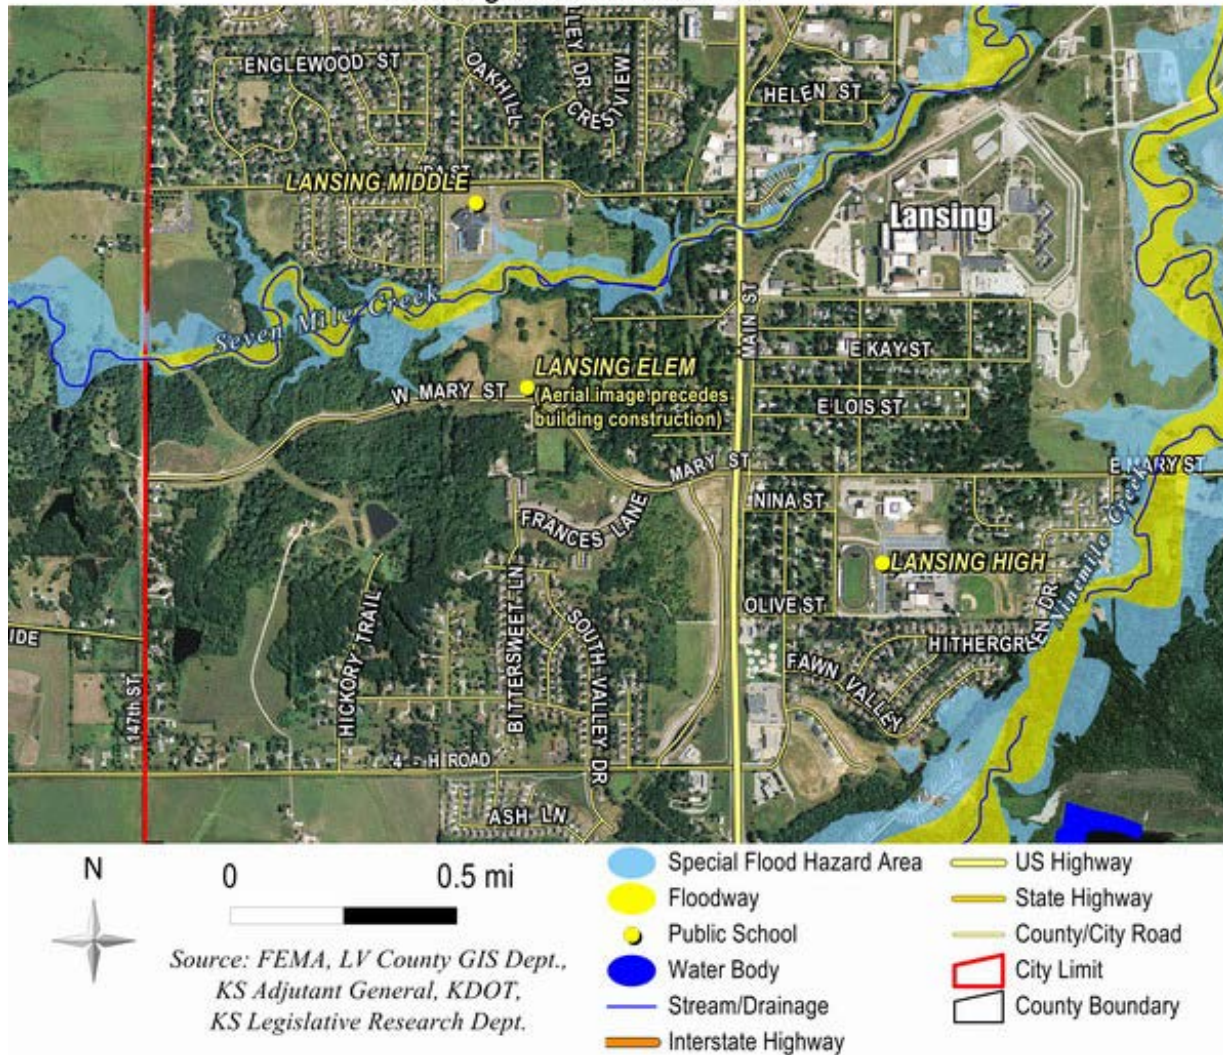 ENGLEWOOD ST
OAKHILL
LLEY DR
CRESTVIEW
HELEN ST
LANSING MIDDLE
Lansing
Seven Mile Creek
MAIN ST
E KAY ST
LANSING ELEM
(Aerial image precedes
building construction)
W MARY ST
E LOIS ST
MARY ST
E MARY ST
NINA ST
FRANCES LANE
LANSING HIGH
Ninemile Creek
OLIVE ST
HITHERGREEN DR
FAWN VALLEY
IDE
147th ST
HICKORY TRAIL
BITTERSWEET LN
SOUTH VALLEY DR
4 - H ROAD
ASH LN
N
0 0.5 mi
Source: FEMA, LV County GIS Dept.,
KS Adjutant General, KDOT,
KS Legislative Research Dept.
Special Flood Hazard Area
Floodway
Public School
Water Body
Stream/Drainage
Interstate Highway
US Highway
State Highway
County/City Road
City Limit
County Boundary